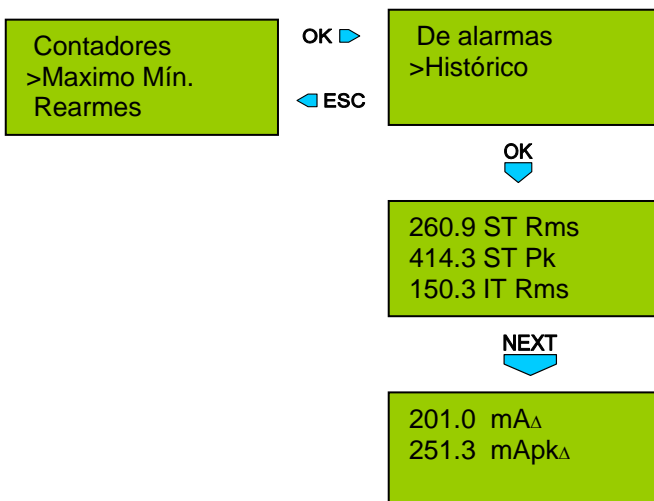 Contadores
>Maximo Mín.
Rearmes
OK
ESC
De alarmas
>Histórico
OK
260.9 ST Rms
414.3 ST Pk
150.3 IT Rms
NEXT
201.0 mA∆
251.3 mApk∆